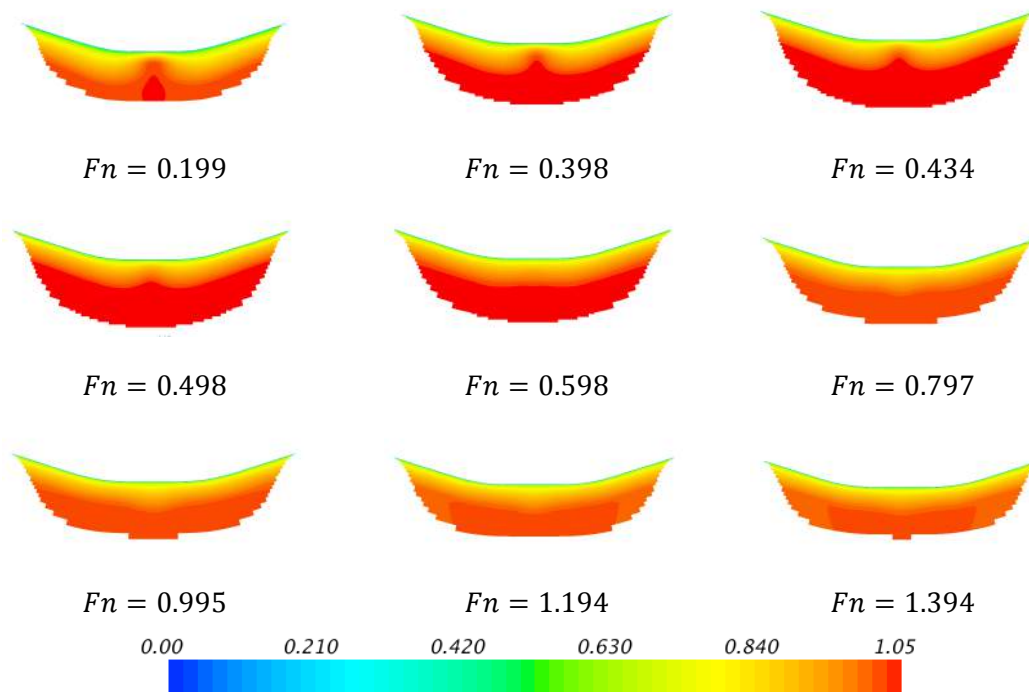 Fn = 0.199
Fn = 0.398
Fn = 0.434
Fn = 0.498
Fn = 0.598
Fn = 0.797
Fn = 0.995
Fn = 1.194
Fn = 1.394
0.00 0.210 0.420 0.630 0.840 1.05